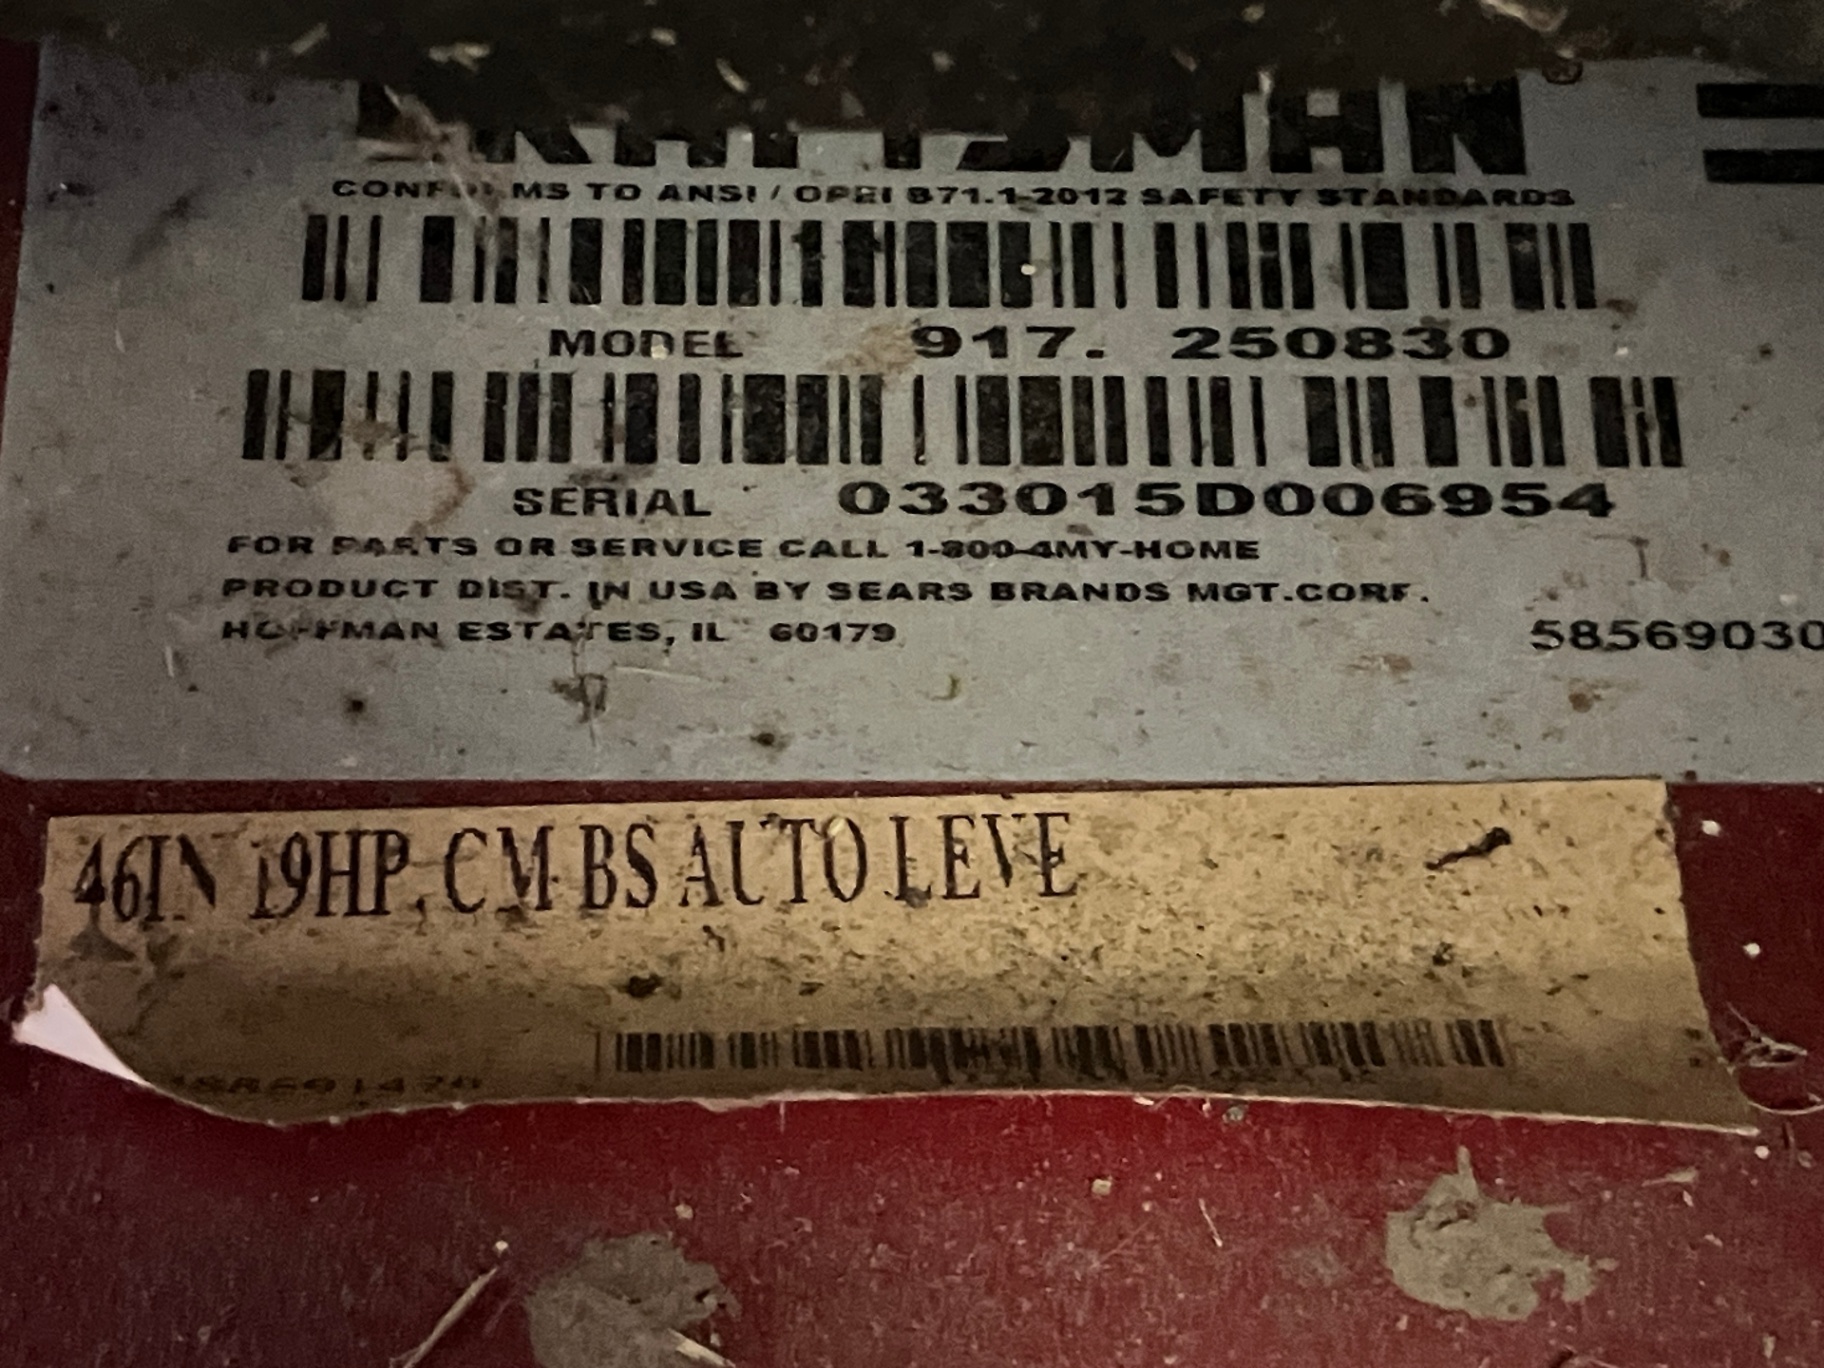 CRAFTSMAN®
CONFORMS TO ANSI / OPEI B71.1-2012 SAFETY STANDARDS
MODEL 917. 250830
SERIAL 033015D006954
FOR PARTS OR SERVICE CALL 1-800-4MY-HOME
PRODUCT DIST. IN USA BY SEARS BRANDS MGT.CORP.
HOFFMAN ESTATES, IL 60179
58569030
46IN 19HP, CM BS AUTO LEVE